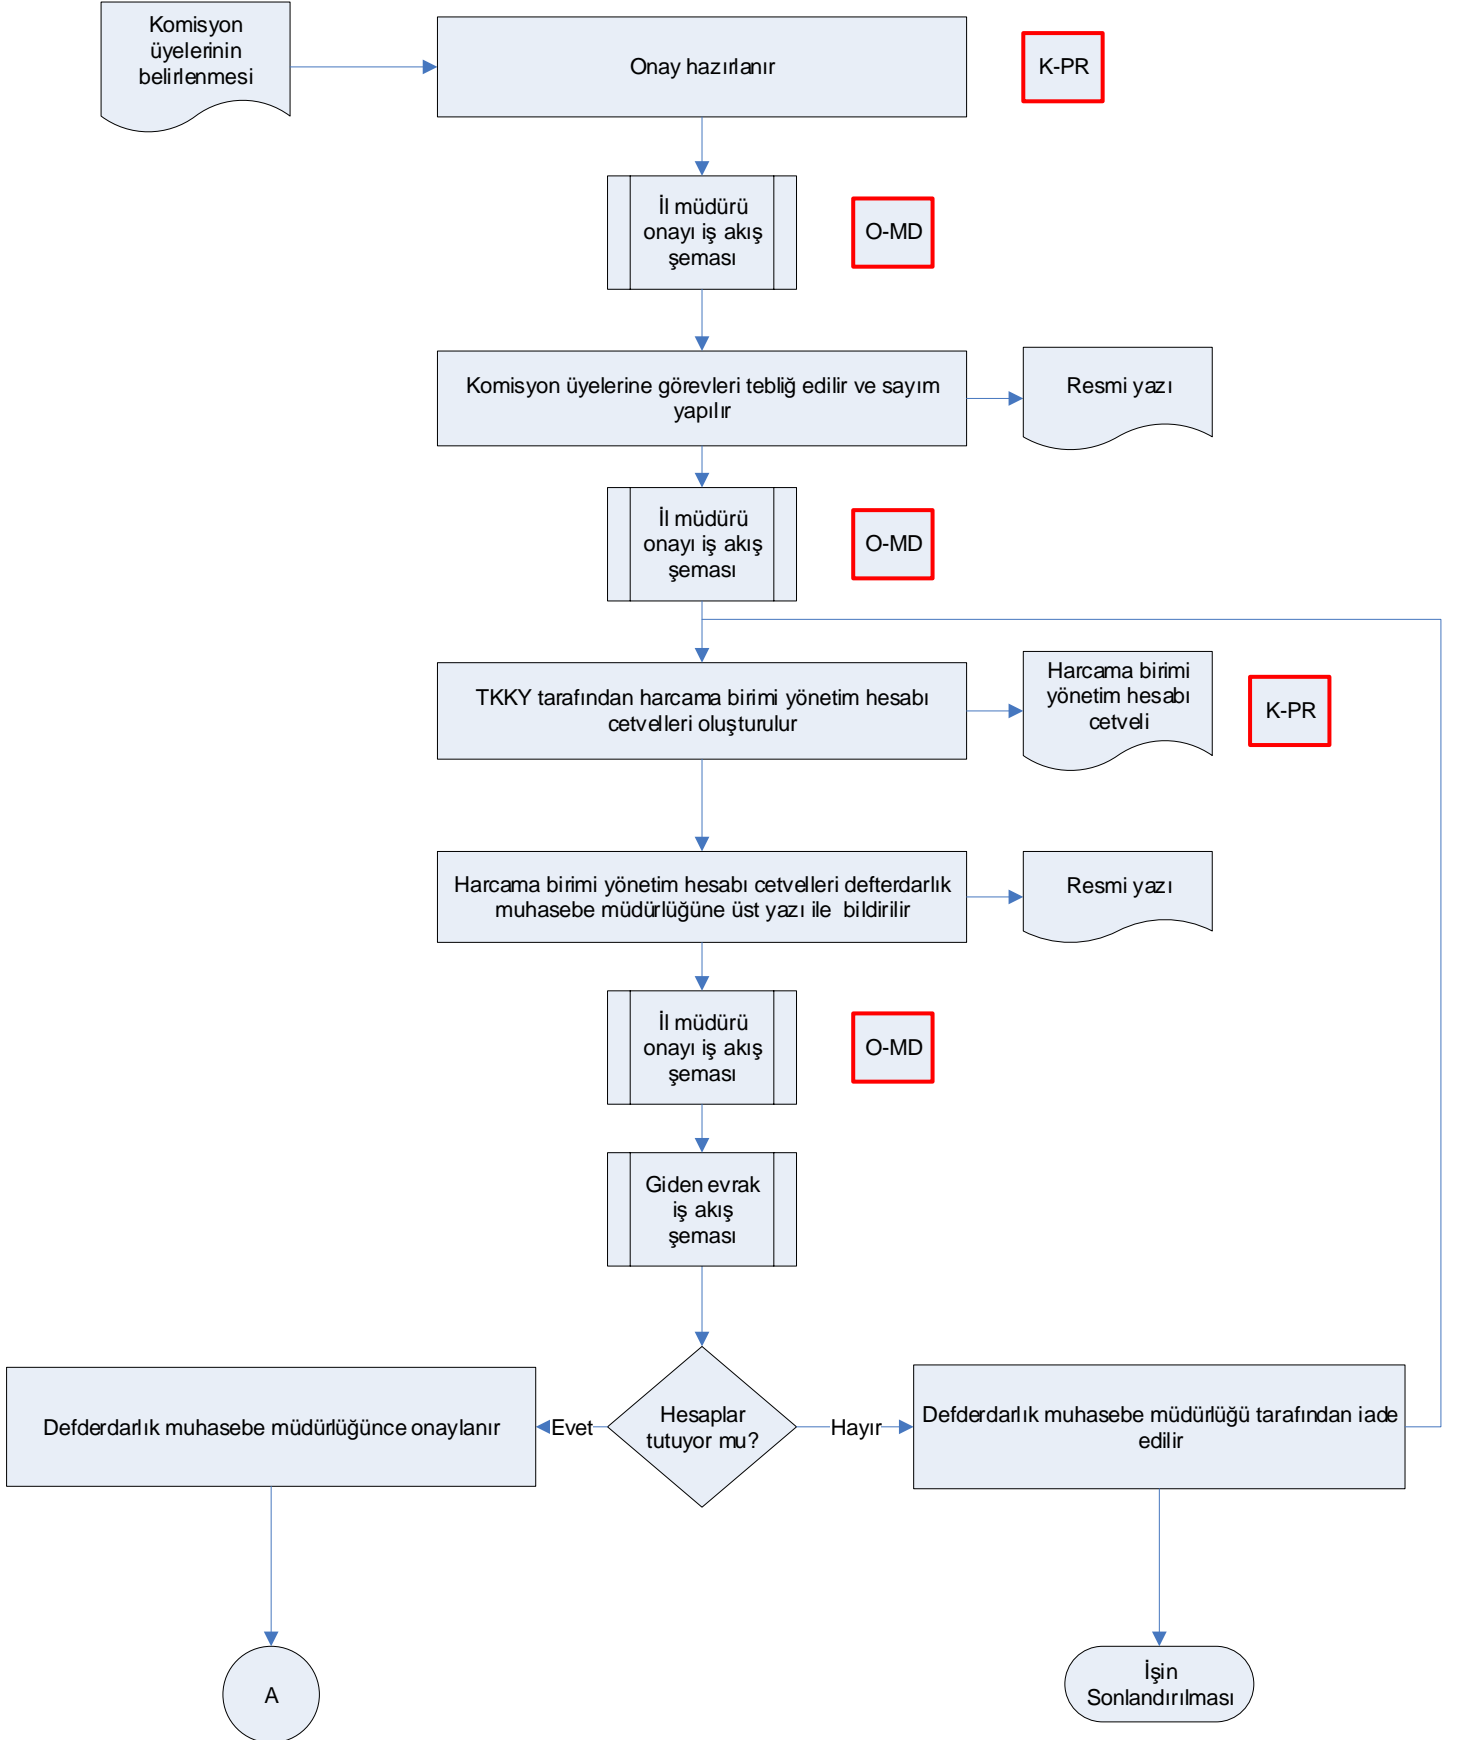 Komisyon
üyelerinin
belirlenmesi
Onay hazırlanır
K-PR
İl müdürü
onayı iş akış
şeması
O-MD
Komisyon üyelerine görevleri tebliğ edilir ve sayım
yapılır
Resmi yazı
İl müdürü
onayı iş akış
şeması
O-MD
TKKY tarafından harcama birimi yönetim hesabı
cetvelleri oluşturulur
Harcama birimi
yönetim hesabı
cetveli
K-PR
Harcama birimi yönetim hesabı cetvelleri defterdarlık
muhasebe müdürlüğüne üst yazı ile bildirilir
Resmi yazı
İl müdürü
onayı iş akış
şeması
O-MD
Giden evrak
iş akış
şeması
Defderdarlık muhasebe müdürlüğünce onaylanır
Evet
Hesaplar
tutuyor mu?
Hayır
Defderdarlık muhasebe müdürlüğü tarafından iade
edilir
A
İşin
Sonlandırılması